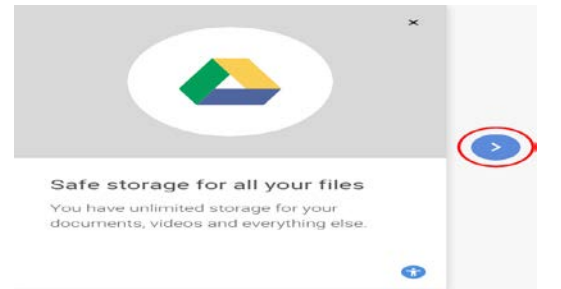 Safe storage for all your files
You have unlimited storage for your
documents, videos and everything else.